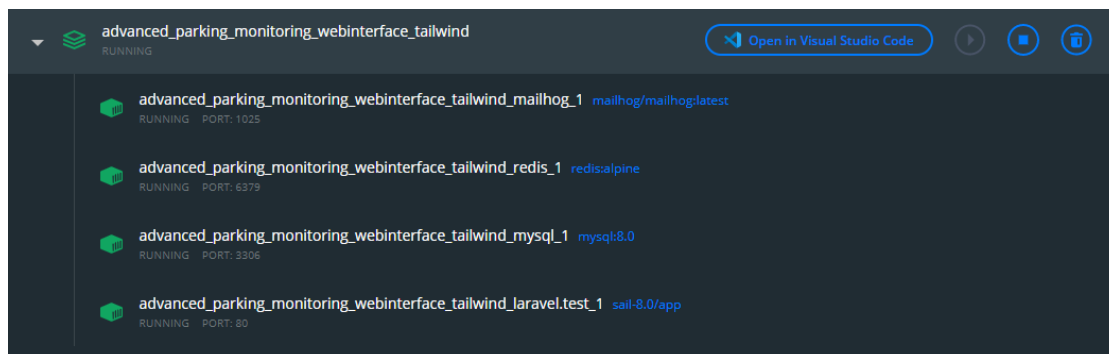 advanced_parking_monitoring_webinterface_tailwind
RUNNING
Open in Visual Studio Code
advanced_parking_monitoring_webinterface_tailwind_mailhog_1 mailhog/mailhog:latest
RUNNING PORT: 1025
advanced_parking_monitoring_webinterface_tailwind_redis_1 redis:alpine
RUNNING PORT: 6379
advanced_parking_monitoring_webinterface_tailwind_mysql_1 mysql:8.0
RUNNING PORT: 3306
advanced_parking_monitoring_webinterface_tailwind_laravel.test_1 sail-8.0/app
RUNNING PORT: 80